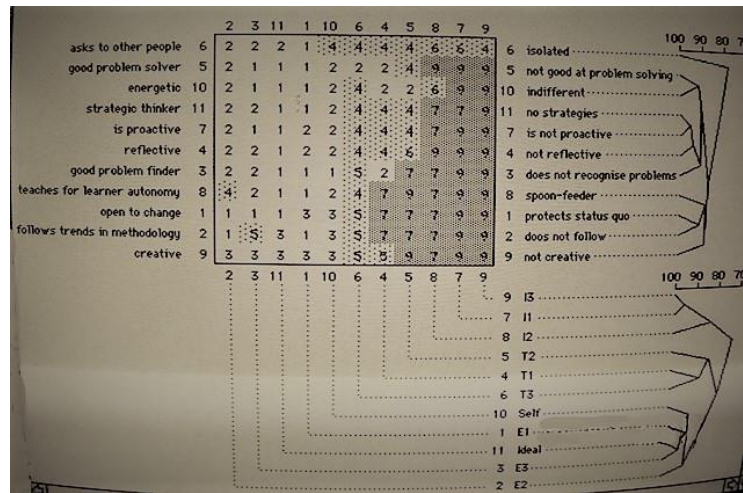 2 3 11 1 10 6 4 5 8 7 9
100 90 80 7
asks to other people 6 2 2 2 1 4 4 4 4 6 6 4 6 isolated
good problem solver 5 2 1 1 1 2 2 2 4 9 9 9 5 not good at problem solving
energetic 10 2 1 1 1 2 4 2 2 6 9 9 10 indifferent
strategic thinker 11 2 2 1 1 2 4 4 4 7 7 9 11 no strategies
is proactive 7 2 1 1 2 2 4 4 4 7 9 9 7 is not proactive
reflective 4 2 2 1 2 2 4 4 6 9 9 9 4 not reflective
good problem finder 3 2 2 1 1 1 5 2 7 7 9 9 3 does not recognise problems
teaches for learner autonomy 8 4 2 1 1 2 4 7 9 7 9 9 8 spoon-feeder
open to change 1 1 1 1 3 3 5 7 7 7 9 9 1 protects status quo
follows trends in methodology 2 1 5 3 1 3 5 7 7 7 9 9 2 doos not follow
creative 9 3 3 3 3 3 5 5 9 7 9 9 9 not creative
2 3 11 1 10 6 4 5 8 7 9
100 90 80 70
9 I3
7 I1
8 I2
5 T2
4 T1
6 T3
10 Self
1 E1
11 Ideal
3 E3
2 E2